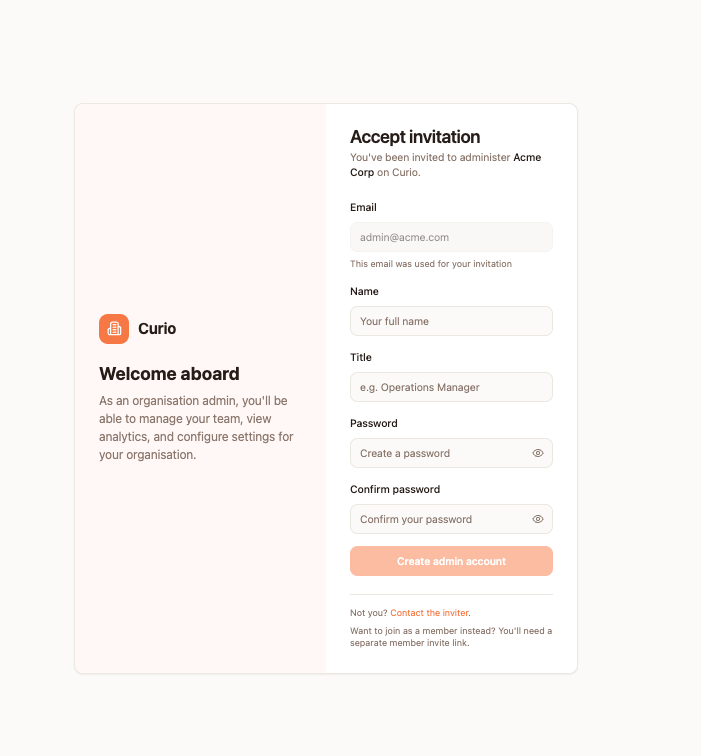 Curio
Welcome aboard
As an organisation admin, you'll be
able to manage your team, view
analytics, and configure settings for
your organisation.
Accept invitation
You've been invited to administer Acme
Corp on Curio.
Email
admin@acme.com
This email was used for your invitation
Name
Your full name
Title
e.g. Operations Manager
Password
Create a password
Confirm password
Confirm your password
Create admin account
Not you? Contact the inviter.
Want to join as a member instead? You'll need a
separate member invite link.